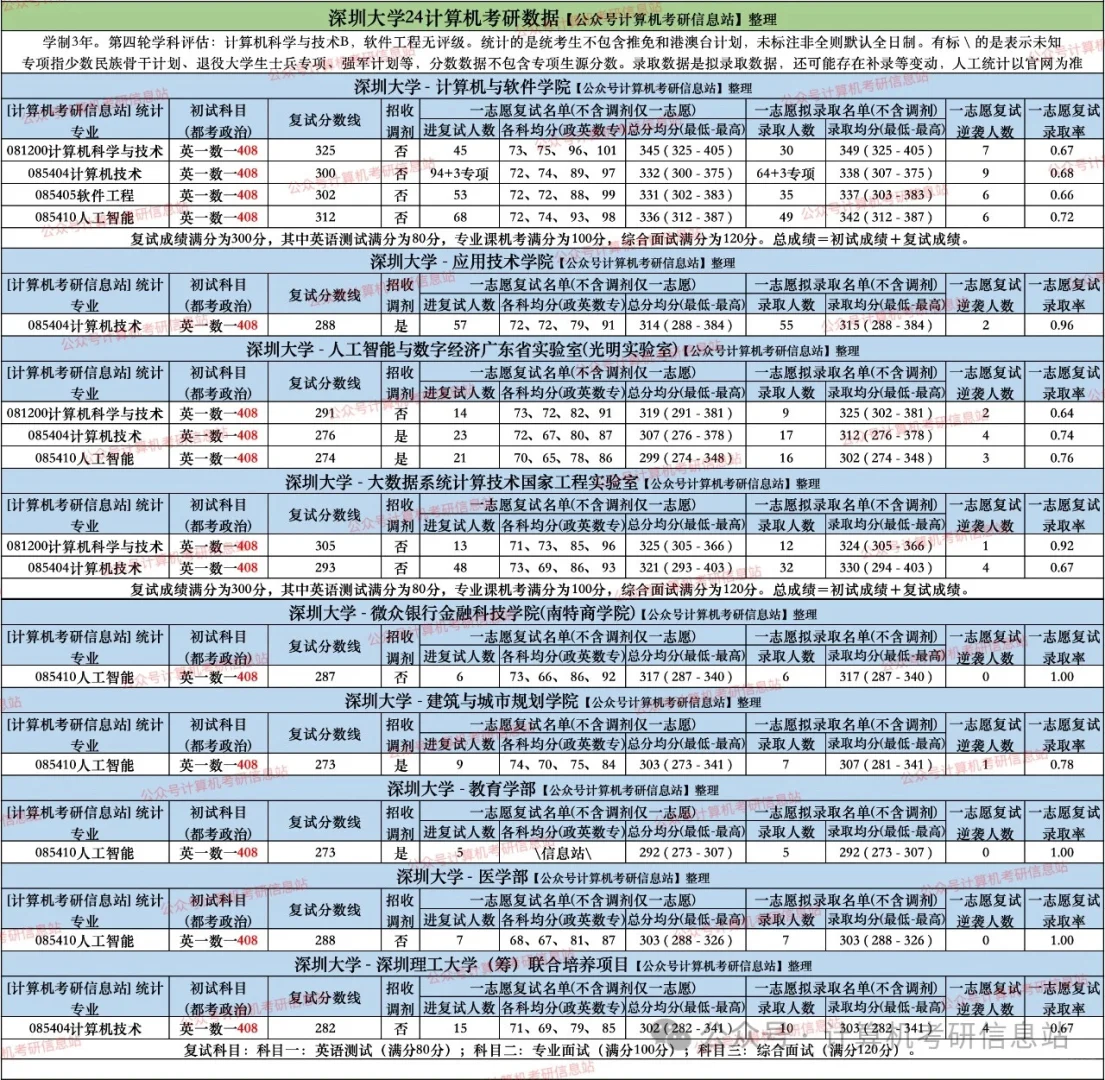 深圳大学24计算机考研数据【公众号计算机考研信息站】整理
学制3年。第四轮学科评估：计算机科学与技术B，软件工程无评级。统计的是统考生不包含推免和港澳台计划，未标注非全则默认全日制。有标 \ 的是表示未知
专项指少数民族骨干计划、退役大学生士兵专项、强军计划等，分数数据不包含专项生源分数。录取数据是拟录取数据，还可能存在补录等变动，人工统计以官网为准
深圳大学 - 计算机与软件学院【公众号计算机考研信息站】整理
[计算机考研信息站] 统计 初试科目 复试分数线 招收 一志愿复试名单(不含调剂仅一志愿) 一志愿拟录取名单(不含调剂) 一志愿复试 一志愿复试
专业 (都考政治) 调剂 进复试人数 各科均分(政英数专) 总分均分(最低-最高) 录取人数 录取均分(最低-最高) 逆袭人数 录取率
081200计算机科学与技术 英一数一408 325 否 45 73、75、96、101 345 ( 325 - 405 ) 30 349 (325 - 405) 7 0.67
085404计算机技术 英一数一408 300 否 94+3专项 72、74、89、97 332 ( 300 - 375 ) 64+3专项 338 (307 - 375) 9 0.68
085405软件工程 英一数一408 302 否 53 72、72、88、99 331 ( 302 - 383 ) 35 337 (303 - 383) 6 0.66
085410人工智能 英一数一408 312 否 68 72、74、93、98 336 ( 312 - 387 ) 49 342 (312 - 387) 6 0.72
复试成绩满分为300分，其中英语测试满分为80分，专业课机考满分为100分，综合面试满分为120分。总成绩＝初试成绩＋复试成绩。
深圳大学 - 应用技术学院【公众号计算机考研信息站】整理
[计算机考研信息站] 统计 初试科目 复试分数线 招收 一志愿复试名单(不含调剂仅一志愿) 一志愿拟录取名单(不含调剂) 一志愿复试 一志愿复试
专业 (都考政治) 调剂 进复试人数 各科均分(政英数专) 总分均分(最低-最高) 录取人数 录取均分(最低-最高) 逆袭人数 录取率
085404计算机技术 英一数一408 288 是 57 72、72、79、91 314 ( 288 - 384 ) 55 315 (288 - 384) 2 0.96
深圳大学 - 人工智能与数字经济广东省实验室(光明实验室)【公众号计算机考研信息站】整理
[计算机考研信息站] 统计 初试科目 复试分数线 招收 一志愿复试名单(不含调剂仅一志愿) 一志愿拟录取名单(不含调剂) 一志愿复试 一志愿复试
专业 (都考政治) 调剂 进复试人数 各科均分(政英数专) 总分均分(最低-最高) 录取人数 录取均分(最低-最高) 逆袭人数 录取率
081200计算机科学与技术 英一数一408 291 否 14 73、72、82、91 319 ( 291 - 381 ) 9 325 (302 - 381) 2 0.64
085404计算机技术 英一数一408 276 是 23 72、67、80、87 307 ( 276 - 378 ) 17 312 (276 - 378) 4 0.74
085410人工智能 英一数一408 274 是 21 70、65、78、86 299 ( 274 - 348 ) 16 302 (274 - 348) 3 0.76
深圳大学 - 大数据系统计算技术国家工程实验室【公众号计算机考研信息站】整理
[计算机考研信息站] 统计 初试科目 复试分数线 招收 一志愿复试名单(不含调剂仅一志愿) 一志愿拟录取名单(不含调剂) 一志愿复试 一志愿复试
专业 (都考政治) 调剂 进复试人数 各科均分(政英数专) 总分均分(最低-最高) 录取人数 录取均分(最低-最高) 逆袭人数 录取率
081200计算机科学与技术 英一数一408 305 否 13 71、73、85、96 325 ( 305 - 366 ) 12 324 (305 - 366) 1 0.92
085404计算机技术 英一数一408 293 否 48 73、69、86、93 321 ( 293 - 403 ) 32 330 (294 - 403) 4 0.67
复试成绩满分为300分，其中英语测试满分为80分，专业课机考满分为100分，综合面试满分为120分。总成绩＝初试成绩＋复试成绩。
深圳大学 - 微众银行金融科技学院(南特商学院)【公众号计算机考研信息站】整理
[计算机考研信息站] 统计 初试科目 复试分数线 招收 一志愿复试名单(不含调剂仅一志愿) 一志愿拟录取名单(不含调剂) 一志愿复试 一志愿复试
专业 (都考政治) 调剂 进复试人数 各科均分(政英数专) 总分均分(最低-最高) 录取人数 录取均分(最低-最高) 逆袭人数 录取率
085410人工智能 英一数一408 287 否 6 73、66、86、92 317 ( 287 - 340 ) 6 317 (287 - 340) 0 1.00
深圳大学 - 建筑与城市规划学院【公众号计算机考研信息站】整理
[计算机考研信息站] 统计 初试科目 复试分数线 招收 一志愿复试名单(不含调剂仅一志愿) 一志愿拟录取名单(不含调剂) 一志愿复试 一志愿复试
专业 (都考政治) 调剂 进复试人数 各科均分(政英数专) 总分均分(最低-最高) 录取人数 录取均分(最低-最高) 逆袭人数 录取率
085410人工智能 英一数一408 273 是 9 74、70、75、84 303 ( 273 - 341 ) 7 307 (281 - 341) 1 0.78
深圳大学 - 教育学部【公众号计算机考研信息站】整理
[计算机考研信息站] 统计 初试科目 复试分数线 招收 一志愿复试名单(不含调剂仅一志愿) 一志愿拟录取名单(不含调剂) 一志愿复试 一志愿复试
专业 (都考政治) 调剂 进复试人数 各科均分(政英数专) 总分均分(最低-最高) 录取人数 录取均分(最低-最高) 逆袭人数 录取率
085410人工智能 英一数一408 273 是 5 \信息站\ 292 ( 273 - 307 ) 5 292 (273 - 307) 0 1.00
深圳大学 - 医学部【公众号计算机考研信息站】整理
[计算机考研信息站] 统计 初试科目 复试分数线 招收 一志愿复试名单(不含调剂仅一志愿) 一志愿拟录取名单(不含调剂) 一志愿复试 一志愿复试
专业 (都考政治) 调剂 进复试人数 各科均分(政英数专) 总分均分(最低-最高) 录取人数 录取均分(最低-最高) 逆袭人数 录取率
085410人工智能 英一数一408 288 否 7 68、67、81、87 303 ( 288 - 326 ) 7 303 (288 - 326) 0 1.00
深圳大学 - 深圳理工大学（筹）联合培养项目【公众号计算机考研信息站】整理
[计算机考研信息站] 统计 初试科目 复试分数线 招收 一志愿复试名单(不含调剂仅一志愿) 一志愿拟录取名单(不含调剂) 一志愿复试 一志愿复试
专业 (都考政治) 调剂 进复试人数 各科均分(政英数专) 总分均分(最低-最高) 录取人数 录取均分(最低-最高) 逆袭人数 录取率
085404计算机技术 英一数一408 282 否 15 71、69、79、85 302 ( 282 - 341 ) 10 303 (282 - 341) 4 0.67
复试科目：科目一：英语测试（满分80分）；科目二：专业面试（满分100分）；科目三：综合面试（满分120分）。
公众号 · 计算机考研信息站